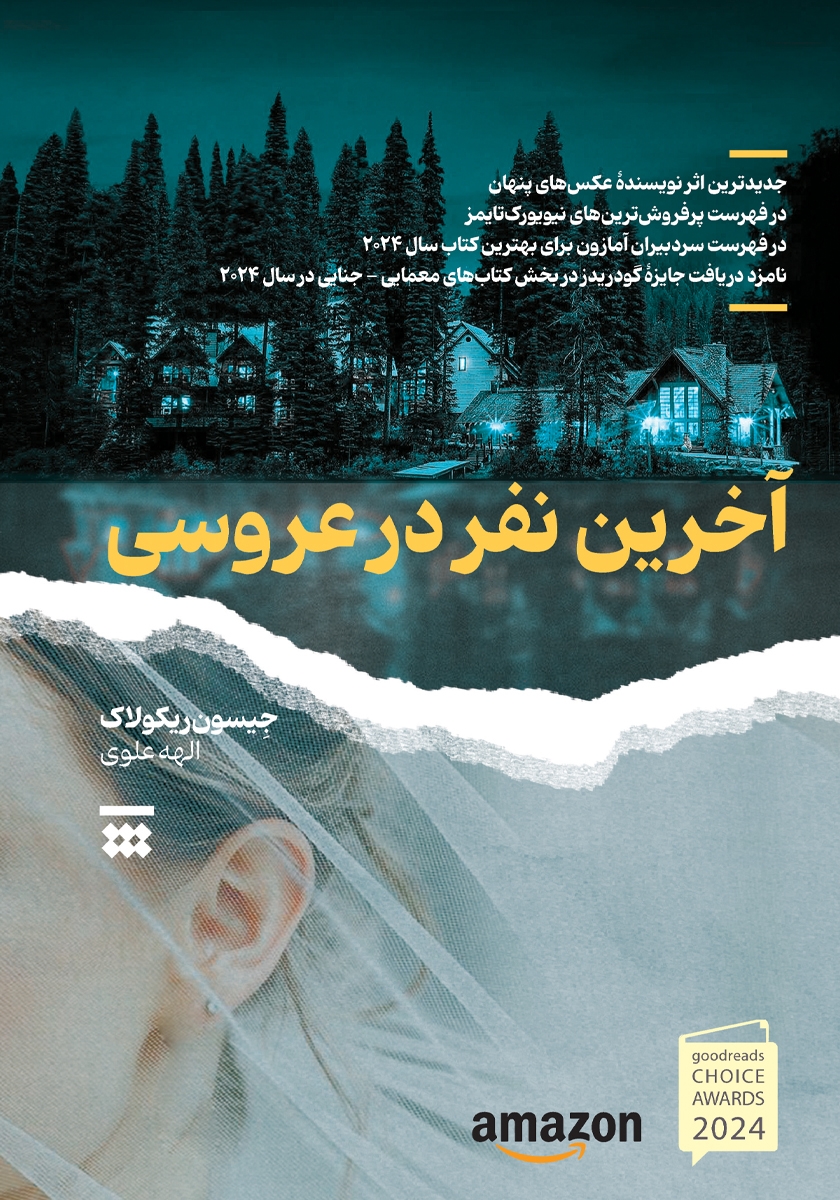 جدیدترین اثر نویسندهٔ عکس‌های پنهان
در فهرست پرفروش‌ترین‌های نیویورک‌تایمز
در فهرست سردبیران آمازون برای بهترین کتاب سال ۲۰۲۴
نامزد دریافت جایزهٔ گودریدز در بخش کتاب‌های معمایی – جنایی در سال ۲۰۲۴
آخرین نفر در عروسی
جِیسون ریکولاک
الهه علوی
goodreads
CHOICE
AWARDS
2024
amazon